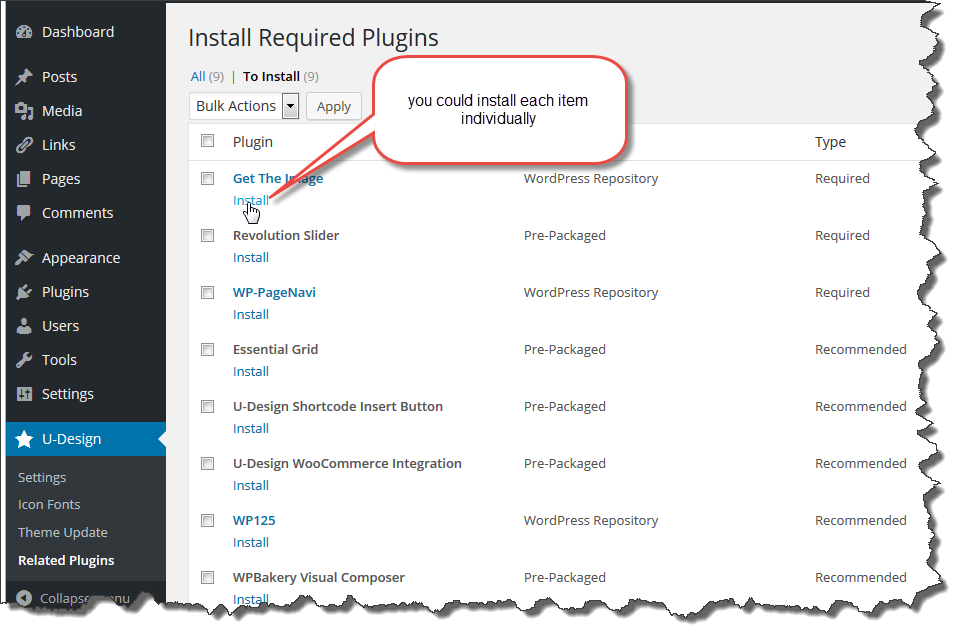 Dashboard
Posts
Media
Links
Pages
Comments
Appearance
Plugins
Users
Tools
Settings
U-Design
Settings
Icon Fonts
Theme Update
Related Plugins
Collapse menu
Install Required Plugins
All (9) | To Install (9)
Bulk Actions Apply
you could install each item
individually
Plugin Type
Get The Image WordPress Repository Required
Install
Revolution Slider Pre-Packaged Required
Install
WP-PageNavi WordPress Repository Required
Install
Essential Grid Pre-Packaged Recommended
Install
U-Design Shortcode Insert Button Pre-Packaged Recommended
Install
U-Design WooCommerce Integration Pre-Packaged Recommended
Install
WP125 WordPress Repository Recommended
Install
WPBakery Visual Composer Pre-Packaged Recommended
Install